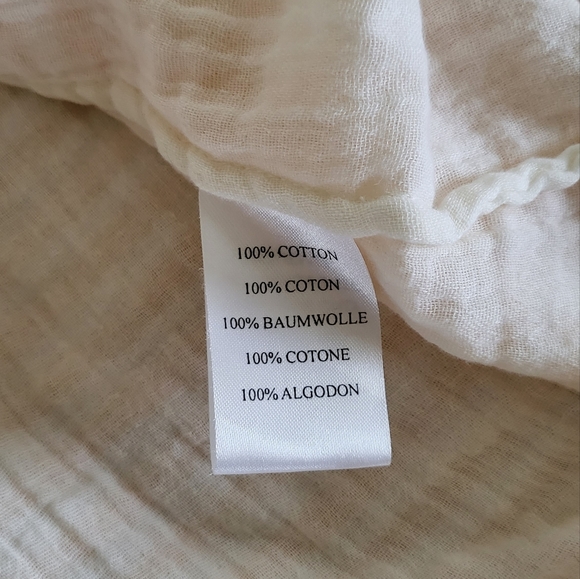 100% COTTON
100% COTON
100% BAUMWOLLE
100% COTONE
100% ALGODON